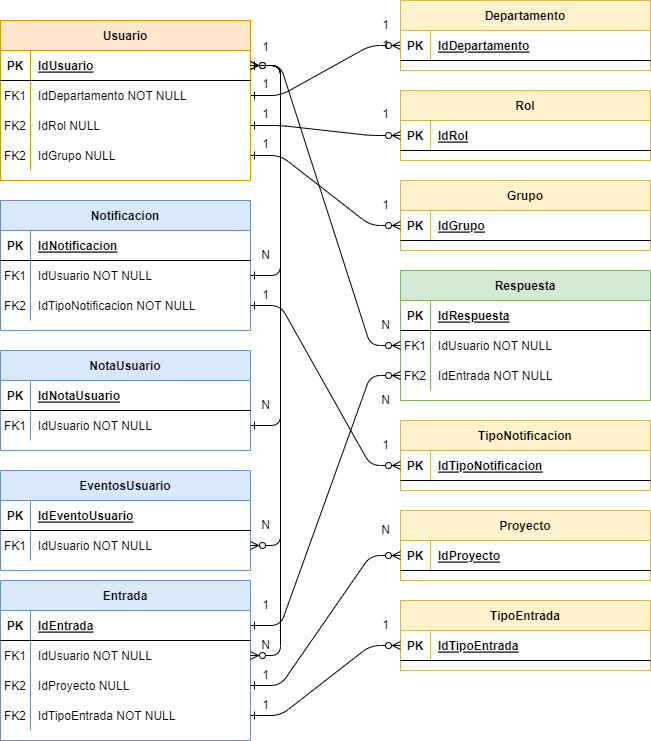 Usuario
PK IdUsuario
FK1 IdDepartamento NOT NULL
FK2 IdRol NULL
FK2 IdGrupo NULL
1
1
1
1
Notificacion
PK IdNotificacion
FK1 IdUsuario NOT NULL
FK2 IdTipoNotificacion NOT NULL
N
1
NotaUsuario
PK IdNotaUsuario
FK1 IdUsuario NOT NULL
N
EventosUsuario
PK IdEventoUsuario
FK1 IdUsuario NOT NULL
N
Entrada
PK IdEntrada
FK1 IdUsuario NOT NULL
FK2 IdProyecto NULL
FK2 IdTipoEntrada NOT NULL
1
N
1
1
1
1
Departamento
PK IdDepartamento
1
Rol
PK IdRol
1
Grupo
PK IdGrupo
Respuesta
PK IdRespuesta
FK1 IdUsuario NOT NULL
FK2 IdEntrada NOT NULL
N
N
1
TipoNotificacion
PK IdTipoNotificacion
N
Proyecto
PK IdProyecto
1
TipoEntrada
PK IdTipoEntrada